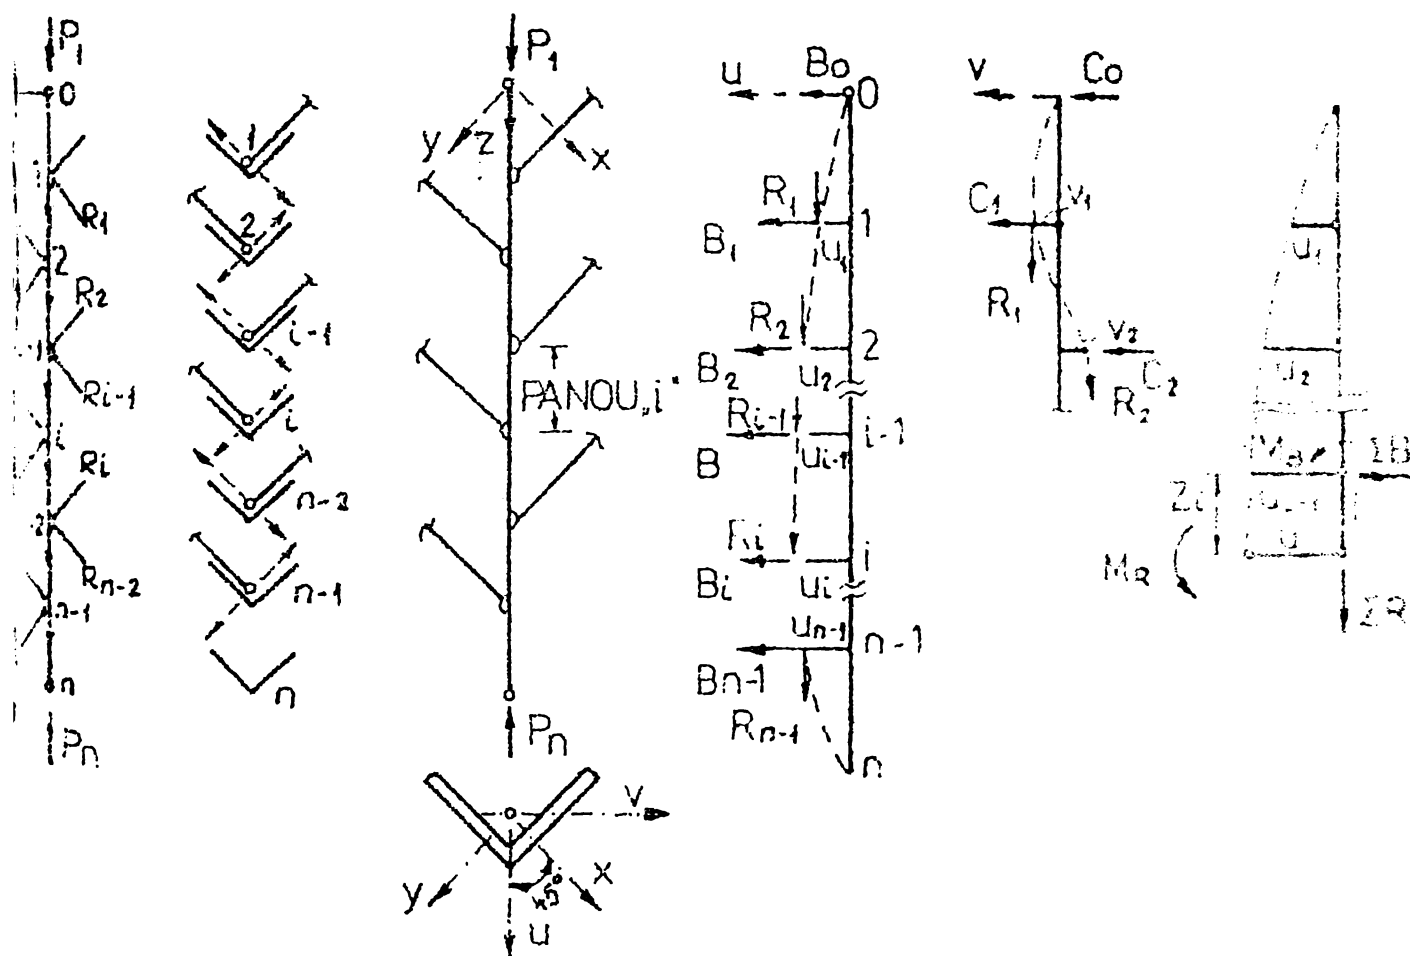 P1
0
R1
2
R2
Ri-1
i
Ri
Rn-2
n-1
n
Pn
1
2
i-1
i
n-2
n-1
n
P1
y
z
x
PANOU „i"
Pn
v
y
x
45°
u
u
Bo
0
R1
B1
u1
1
R2
B2
u2
2
Ri-1
B
ui-1
i-1
Ri
Bi
ui
i
un-1
n-1
Bn-1
Rn-1
n
v
Co
C1
v1
R1
v2
C2
R2
u1
u2
MB
ΣB
Zi
ui-1
u
MR
ΣR